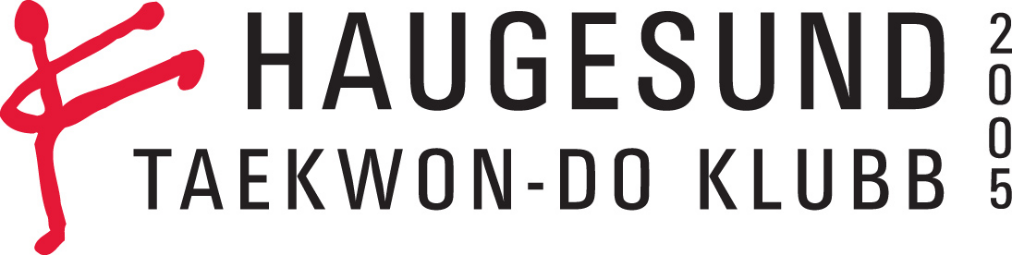 HAUGESUND
TAEKWON-DO KLUBB
2005